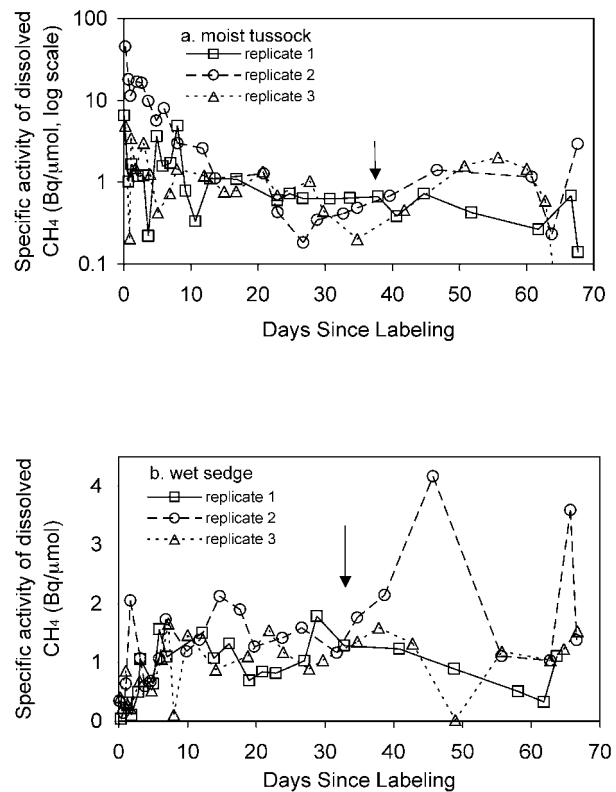 a. moist tussock
replicate 1
replicate 2
replicate 3
Specific activity of dissolved
CH₄ (Bq/μmol, log scale)
100
10
1
0.1
0 10 20 30 40 50 60 70
Days Since Labeling
b. wet sedge
replicate 1
replicate 2
replicate 3
Specific activity of dissolved
CH₄ (Bq/μmol)
4
3
2
1
0
0 10 20 30 40 50 60 70
Days Since Labeling